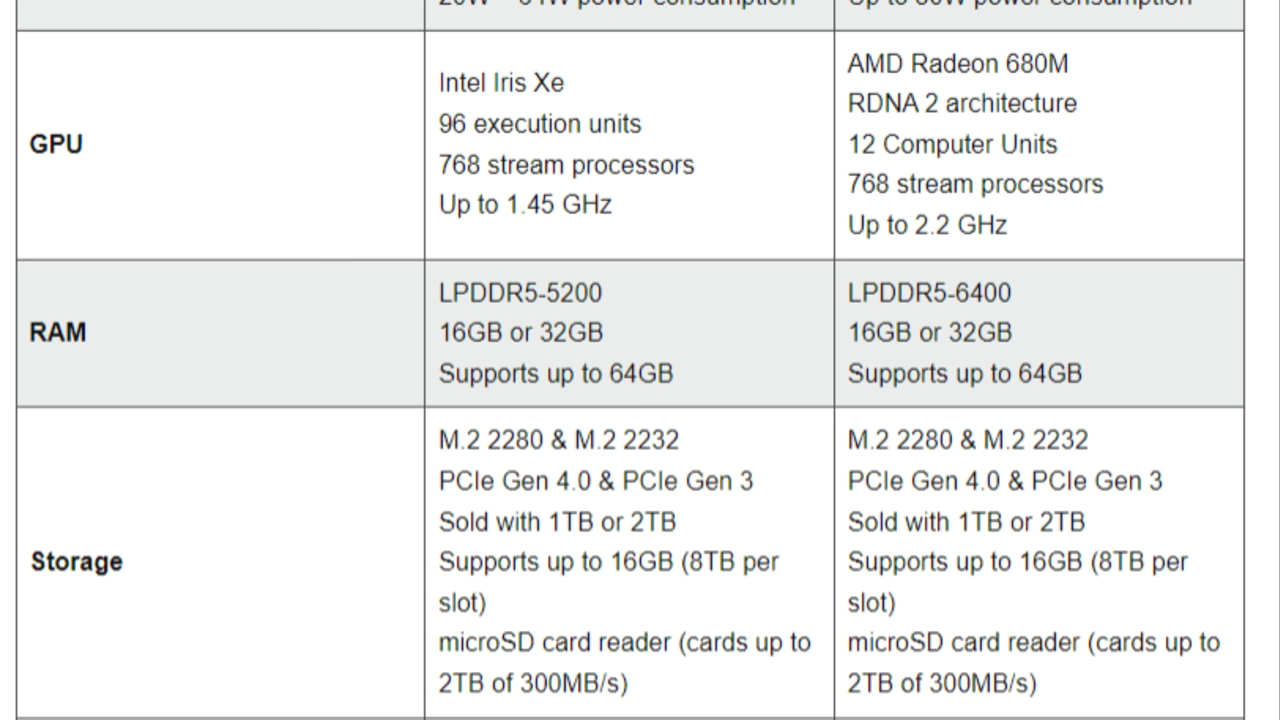 power consumption
Up to power consumption
GPU
Intel Iris Xe
96 execution units
768 stream processors
Up to 1.45 GHz
AMD Radeon 680M
RDNA 2 architecture
12 Computer Units
768 stream processors
Up to 2.2 GHz
RAM
LPDDR5-5200
16GB or 32GB
Supports up to 64GB
LPDDR5-6400
16GB or 32GB
Supports up to 64GB
Storage
M.2 2280 & M.2 2232
PCIe Gen 4.0 & PCIe Gen 3
Sold with 1TB or 2TB
Supports up to 16GB (8TB per
slot)
microSD card reader (cards up to
2TB of 300MB/s)
M.2 2280 & M.2 2232
PCIe Gen 4.0 & PCIe Gen 3
Sold with 1TB or 2TB
Supports up to 16GB (8TB per
slot)
microSD card reader (cards up to
2TB of 300MB/s)